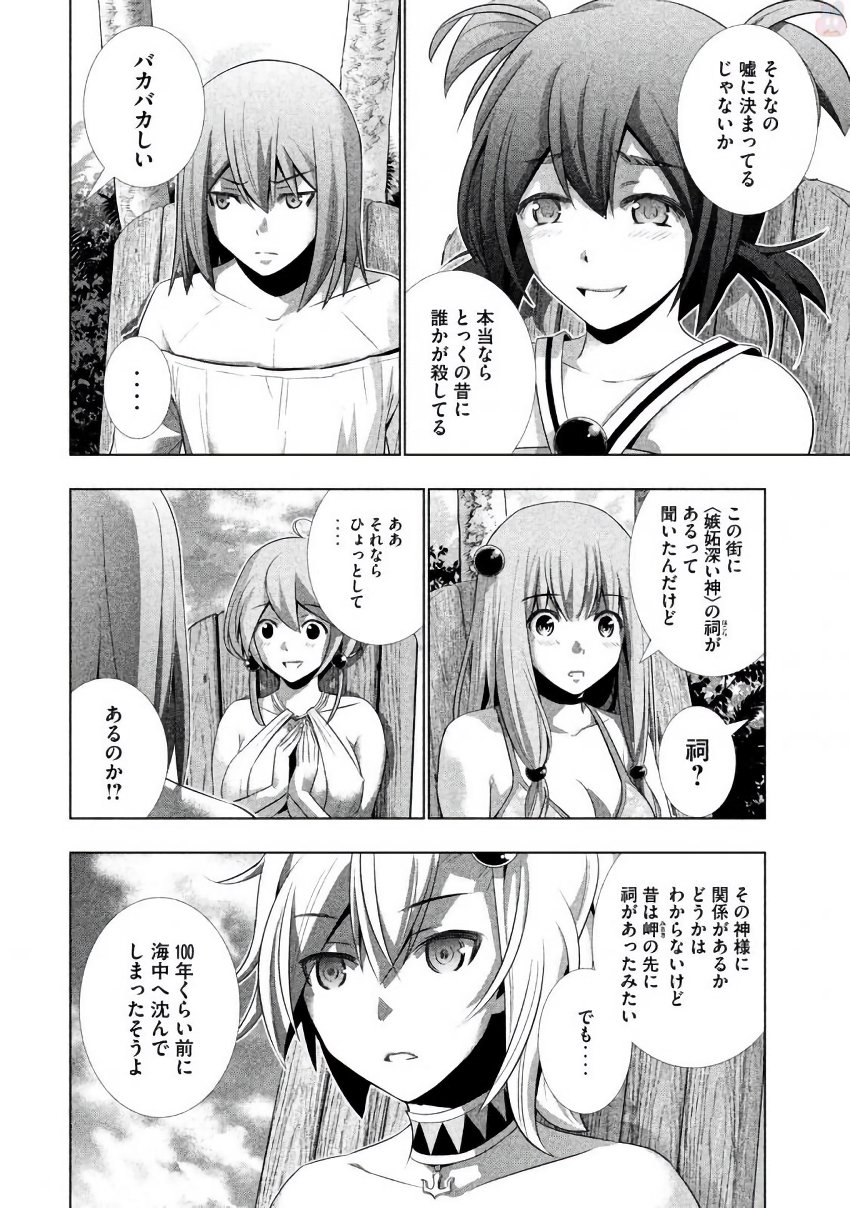 そんなの
嘘に決まってる
じゃないか
本当なら
とっくの昔に
誰かが殺してる
バカバカしい
‥‥
この街に
〈嫉妬深い神〉の祠が
ほこら
あるって
聞いたんだけど
祠？
ああ
それなら
ひょっとして
‥‥
あるのか!?
その神様に
関係があるか
どうかは
わからないけど
昔は岬の先に
みさき
祠があったみたい
でも‥‥
100年くらい前に
海中へ沈んで
しまったそうよ